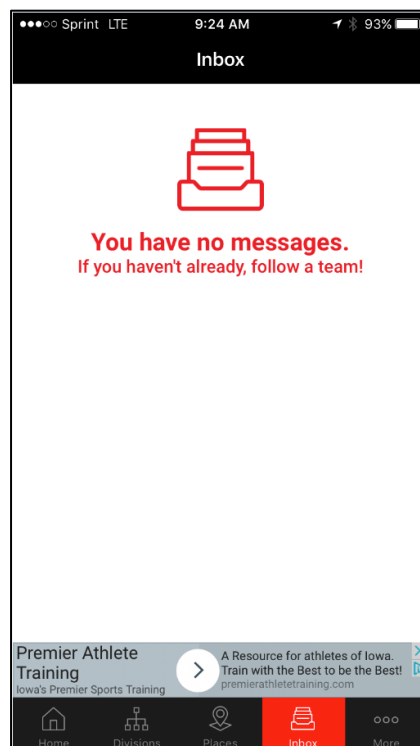 Sprint LTE 9:24 AM 93%
Inbox
You have no messages.
If you haven't already, follow a team!
Premier Athlete
Training
Iowa's Premier Sports Training
A Resource for athletes of Iowa.
Train with the Best to be the Best!
premierathletetraining.com
Home Divisions Places Inbox More